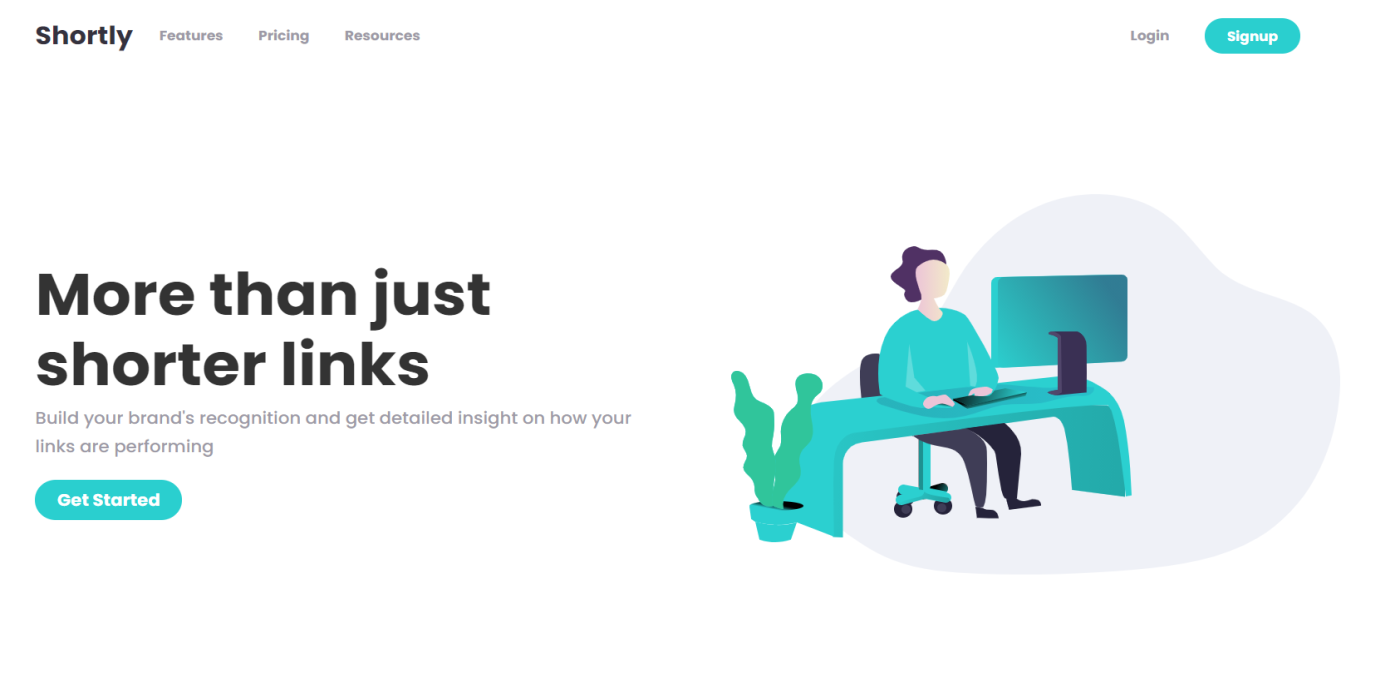 Shortly Features Pricing Resources Login Signup
More than just
shorter links
Build your brand's recognition and get detailed insight on how your
links are performing
Get Started